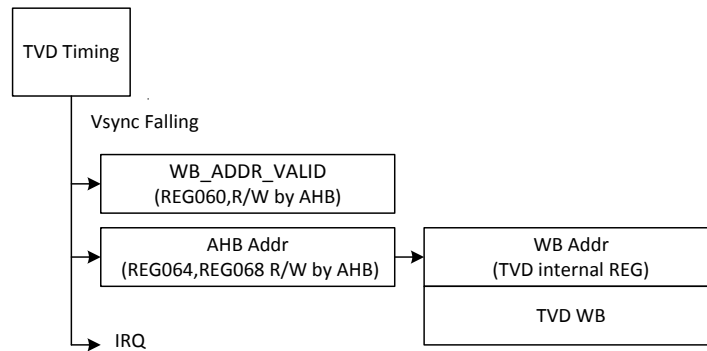 TVD Timing
Vsync Falling
WB_ADDR_VALID
(REG060,R/W by AHB)
AHB Addr
(REG064,REG068 R/W by AHB)
WB Addr
(TVD internal REG)
TVD WB
IRQ